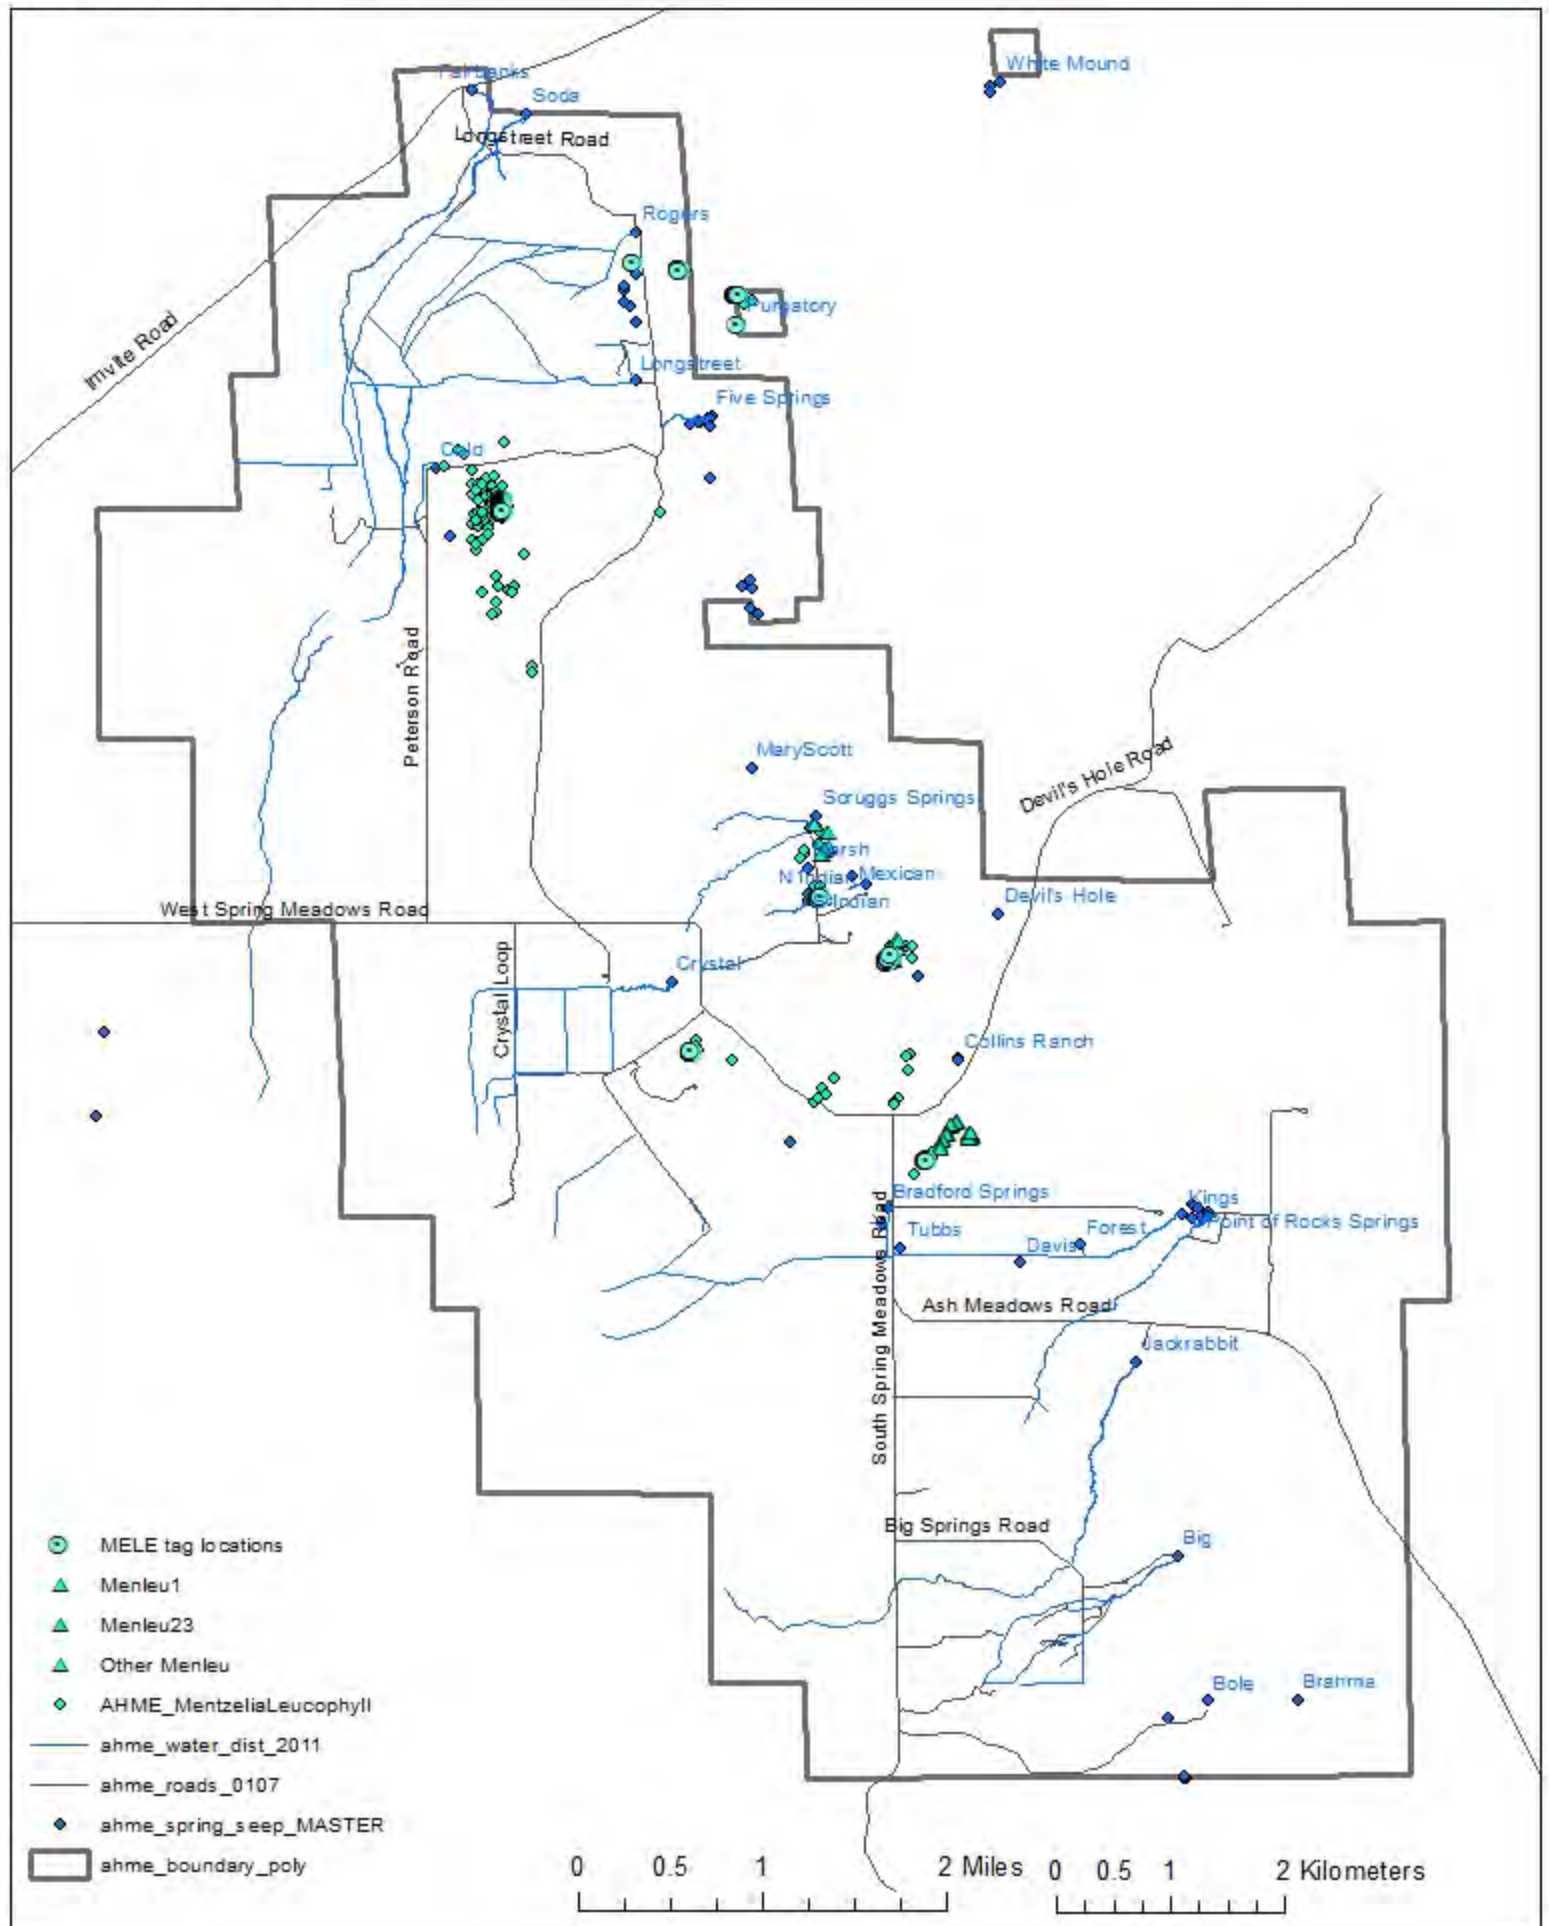 White Mound
Fairbanks
Soda
Longstreet Road
Rogers
Purgatory
Irrvite Road
Longstreet
Five Springs
Cold
Peterson Road
MaryScott
Devil's Hole Road
Scruggs Springs
Marsh
N Indian
Mexican
S Indian
Devil's Hole
West Spring Meadows Road
Crystal
Crystal Loop
Collins Ranch
Bradford Springs
Kings
Point of Rocks Springs
Tubbs
Forest
Davis
South Spring Meadows Road
Ash Meadows Road
Jackrabbit
Big Springs Road
Big
Bole
Brahma
MELE tag locations
Menleu1
Menleu23
Other Menleu
AHME_MentzeliaLeucophyll
ahme_water_dist_2011
ahme_roads_0107
ahme_spring_seep_MASTER
ahme_boundary_poly
0 0.5 1 2 Miles
0 0.5 1 2 Kilometers